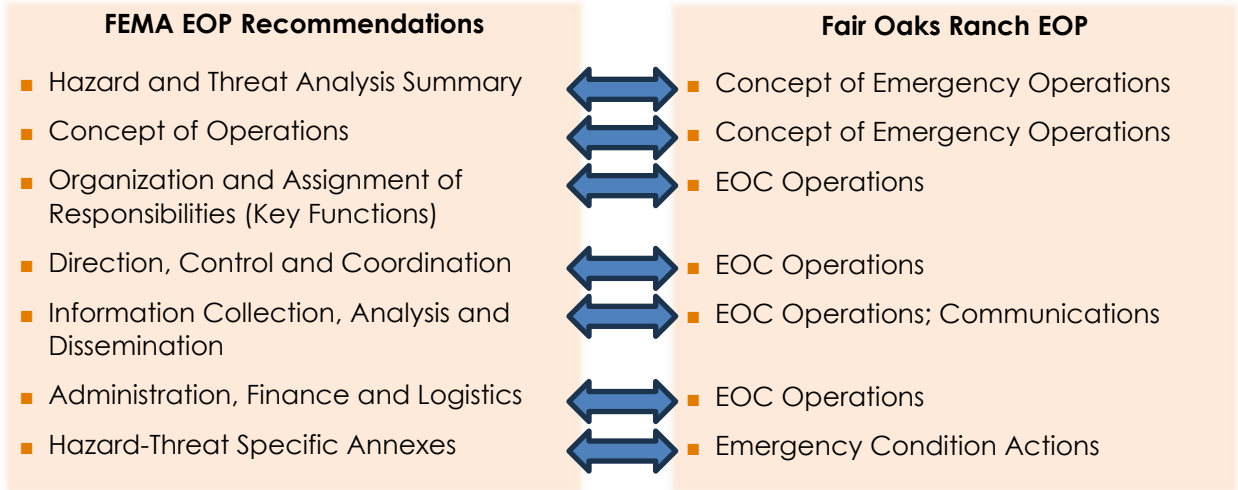 FEMA EOP Recommendations
■ Hazard and Threat Analysis Summary
■ Concept of Operations
■ Organization and Assignment of
Responsibilities (Key Functions)
■ Direction, Control and Coordination
■ Information Collection, Analysis and
Dissemination
■ Administration, Finance and Logistics
■ Hazard-Threat Specific Annexes
Fair Oaks Ranch EOP
■ Concept of Emergency Operations
■ Concept of Emergency Operations
■ EOC Operations
■ EOC Operations
■ EOC Operations; Communications
■ EOC Operations
■ Emergency Condition Actions